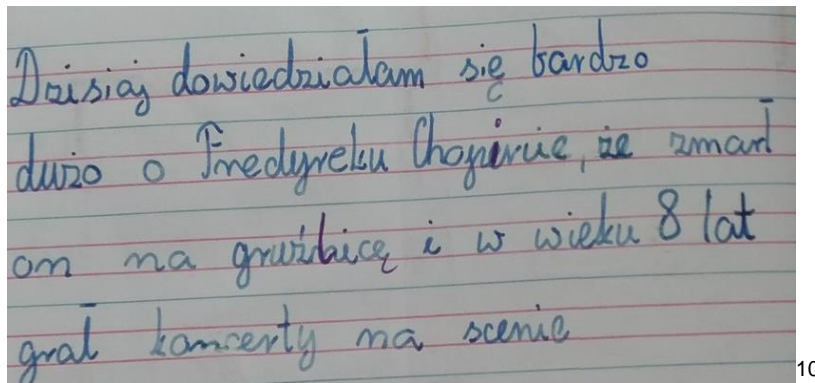 Dzisiaj dowiedziałam się bardzo
dużo o Fredyreku Chopinie, że zmarł
on na gruźlicę i w wieku 8 lat
grał koncerty na scenie
10